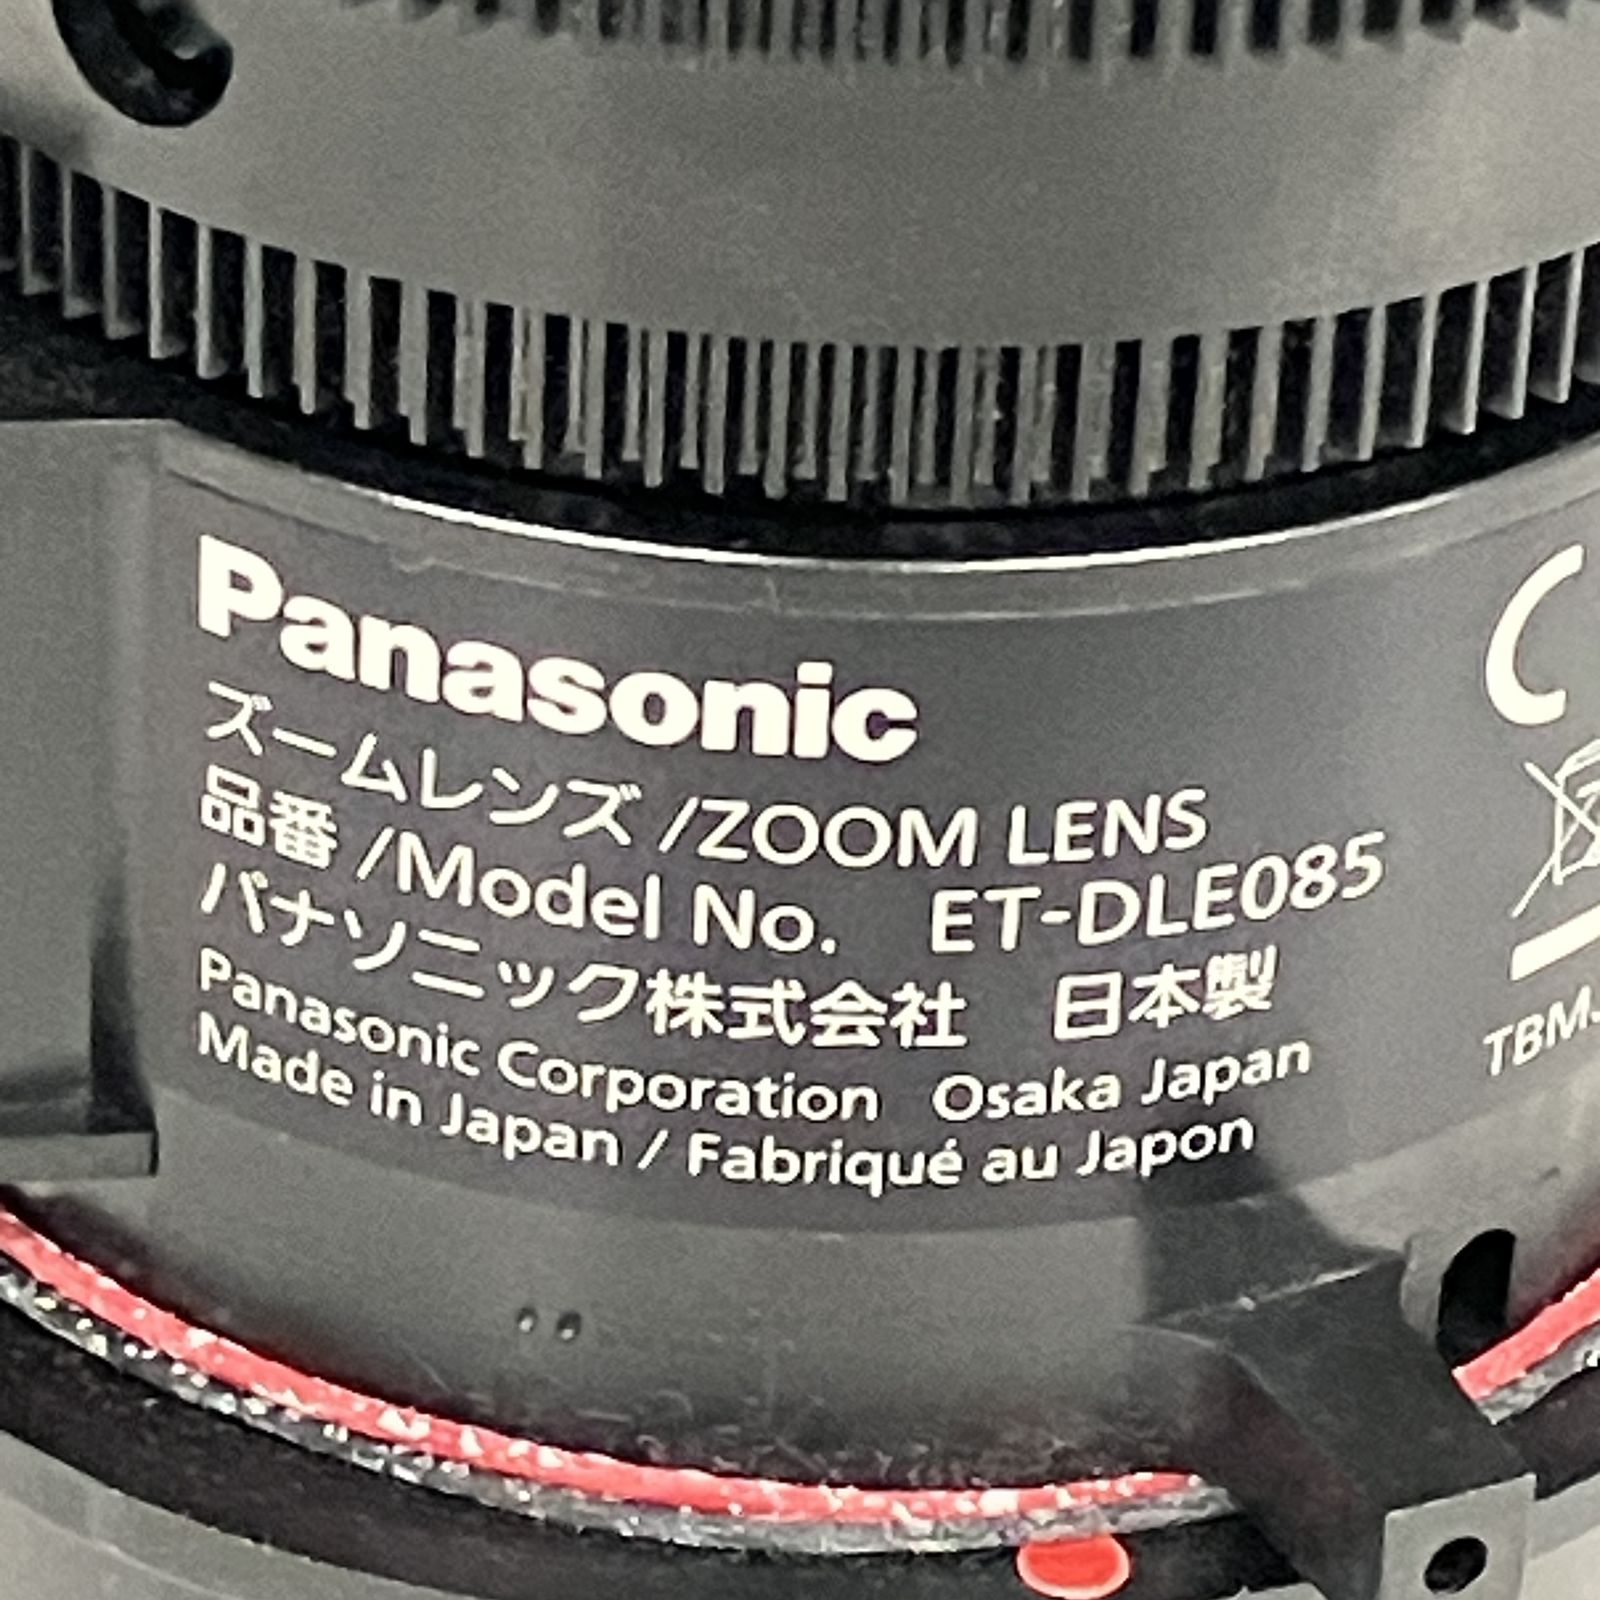 Panasonic
ズームレンズ /ZOOM LENS
品番 /Model No. ET-DLE085
パナソニック株式会社 日本製
Panasonic Corporation Osaka Japan
Made in Japan / Fabriqué au Japon